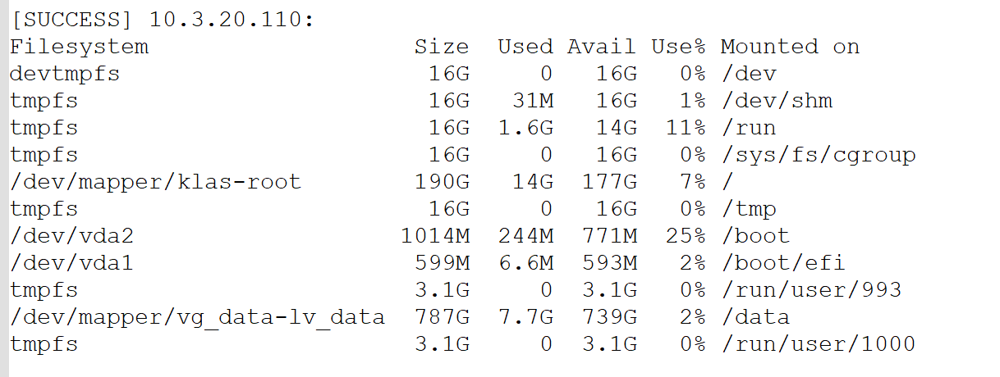 [SUCCESS] 10.3.20.110:
Filesystem                   Size  Used Avail Use% Mounted on
devtmpfs                      16G     0   16G   0% /dev
tmpfs                         16G   31M   16G   1% /dev/shm
tmpfs                         16G  1.6G   14G  11% /run
tmpfs                         16G     0   16G   0% /sys/fs/cgroup
/dev/mapper/klas-root        190G   14G  177G   7% /
tmpfs                         16G     0   16G   0% /tmp
/dev/vda2                   1014M  244M  771M  25% /boot
/dev/vda1                    599M  6.6M  593M   2% /boot/efi
tmpfs                        3.1G     0  3.1G   0% /run/user/993
/dev/mapper/vg_data-lv_data  787G  7.7G  739G   2% /data
tmpfs                        3.1G     0  3.1G   0% /run/user/1000